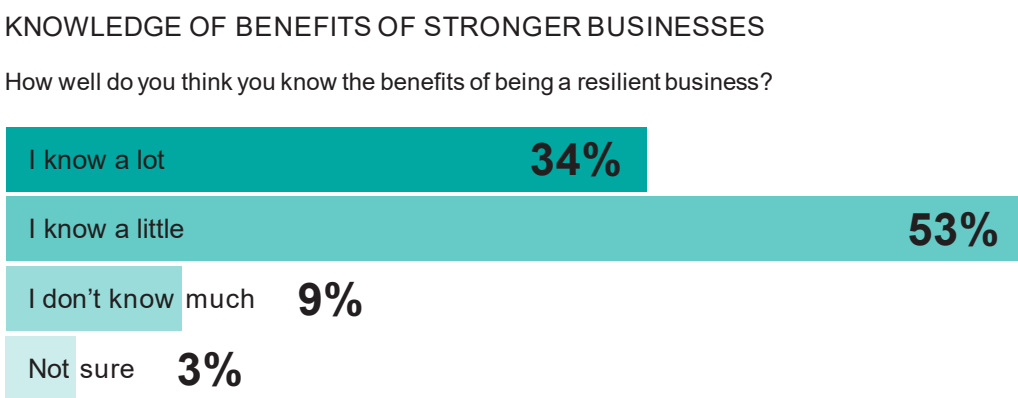 KNOWLEDGE OF BENEFITS OF STRONGER BUSINESSES
How well do you think you know the benefits of being a resilient business?
I know a lot 34%
I know a little 53%
I don’t know much 9%
Not sure 3%